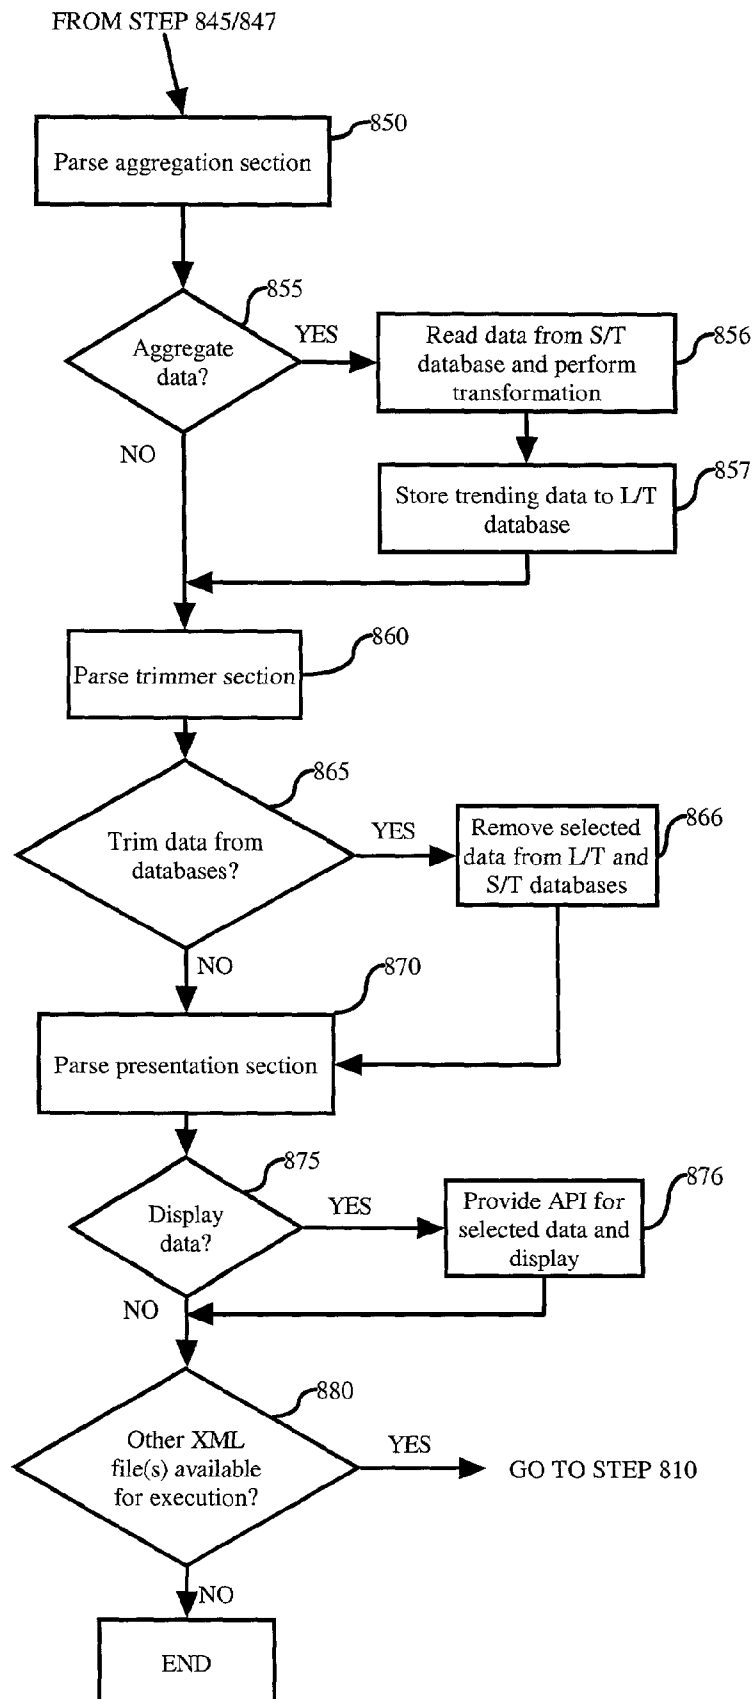 FROM STEP 845/847
850
Parse aggregation section
855
Aggregate
data?
YES
NO
Read data from S/T
database and perform
transformation
856
Store trending data to L/T
database
857
860
Parse trimmer section
865
Trim data from
databases?
YES
NO
Remove selected
data from L/T and
S/T databases
866
870
Parse presentation section
875
Display
data?
YES
NO
Provide API for
selected data and
display
876
880
Other XML
file(s) available
for execution?
YES
GO TO STEP 810
NO
END